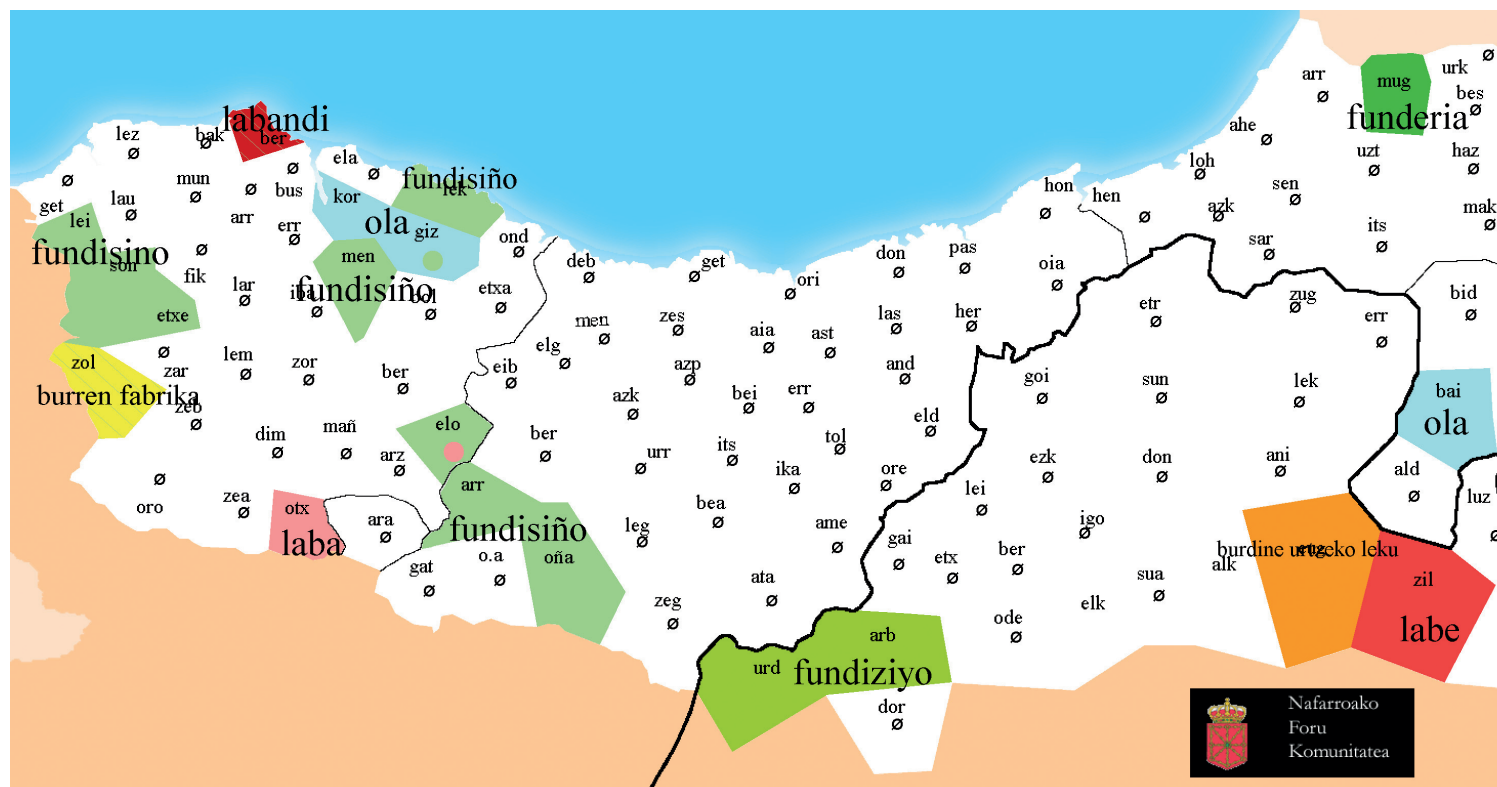 arr
mug
urk
bes
funderia
labandi
ber
lez
bak
ahe
ela
uzt
haz
loh
mun
fundisiño
lek
kor
bus
hon
hen
sen
get
lau
lei
arr
azk
mak
err
ola
giz
its
fundisino
son
ond
don
pas
sar
men
deb
get
oia
fik
lar
iba
fundisiño
bol
etxa
ori
zug
bid
etr
err
etxe
men
zes
las
her
aia
ast
elg
lem
zol
zor
zar
ber
eib
azp
and
goi
sun
lek
burren fabrika
zeb
azk
bei
err
bai
ola
elo
eld
dim
mañ
ber
tol
arz
urr
its
ezk
don
ani
ald
ika
ore
arr
lei
zea
oro
otx
luz
bea
ara
leg
ame
igo
laba
fundisiño
gai
o.a
oña
etx
ber
burdine urtzeko leku
gat
alk
sua
ata
zil
zeg
ode
elk
labe
arb
urd
fundiziyo
dor
Nafarroako
Foru
Komunitatea